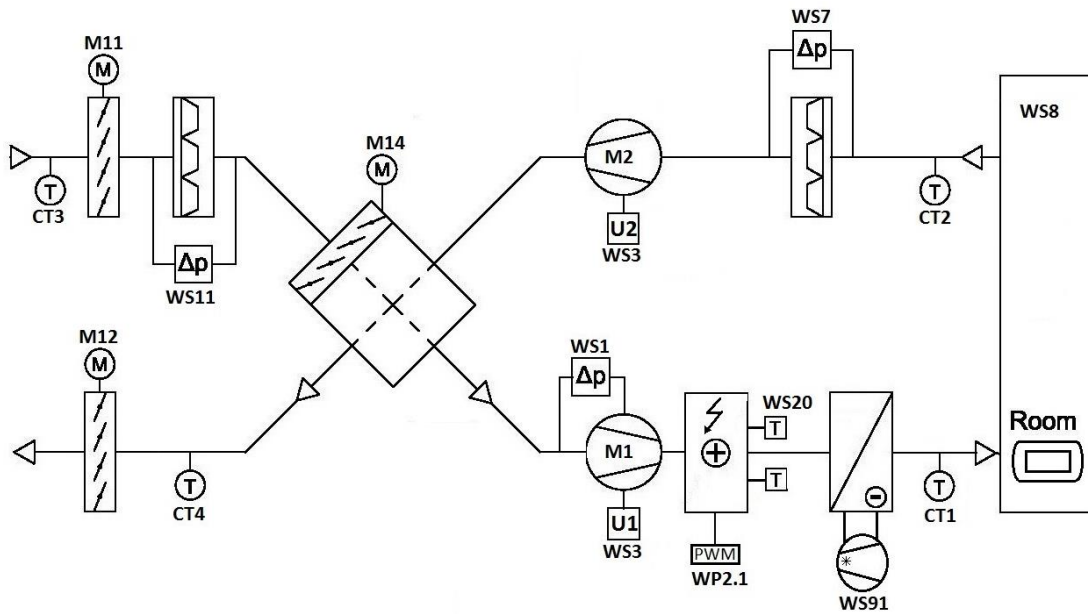 WS7
M11
M
Δp
WS8
M14
M
M2
T
CT3
T
CT2
U2
WS3
Δp
WS11
M12
M
WS1
Δp
WS20
T
Room
M1
T
T
CT4
T
CT1
U1
WS3
PWM
WP2.1
WS91